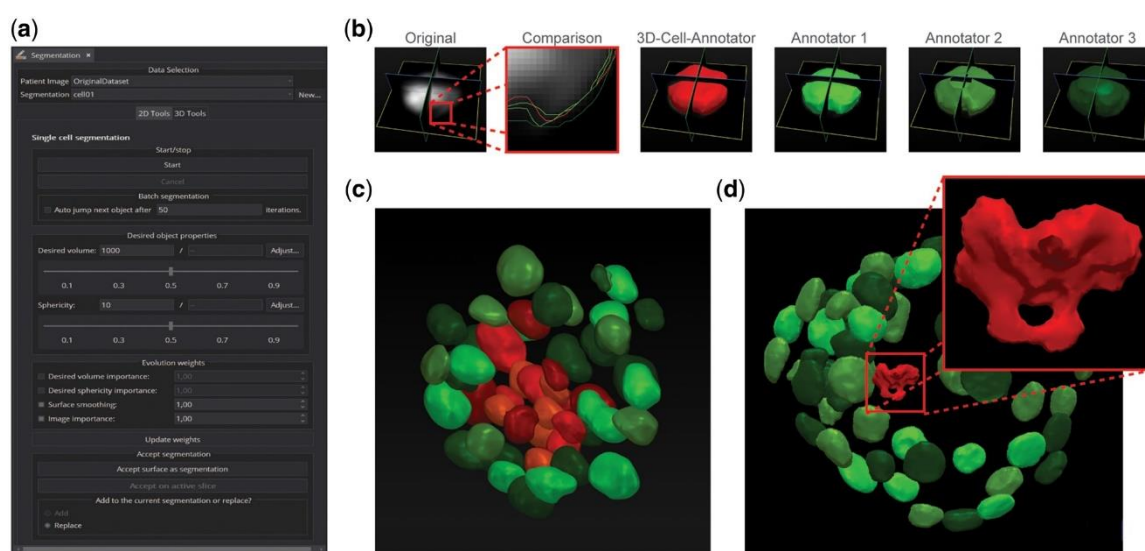 (a)
Segmentation ×
Data Selection
Patient Image OriginalDataset
Segmentation cell01 New...
2D Tools 3D Tools
Single cell segmentation
Start/stop
Start
Cancel
Batch segmentation
Auto jump next object after 50 iterations.
Desired object properties
Desired volume: 1000 / -- Adjust...
0.1 0.3 0.5 0.7 0.9
Sphericity: 10 / -- Adjust...
0.1 0.3 0.5 0.7 0.9
Evolution weights
Desired volume importance: 1,00
Desired sphericity importance: 1,00
Surface smoothing: 1,00
Image importance: 1,00
Update weights
Accept segmentation
Accept surface as segmentation
Accept on active slice
Add to the current segmentation or replace?
Add
Replace
(b)
Original Comparison 3D-Cell-Annotator Annotator 1 Annotator 2 Annotator 3
(c)
(d)